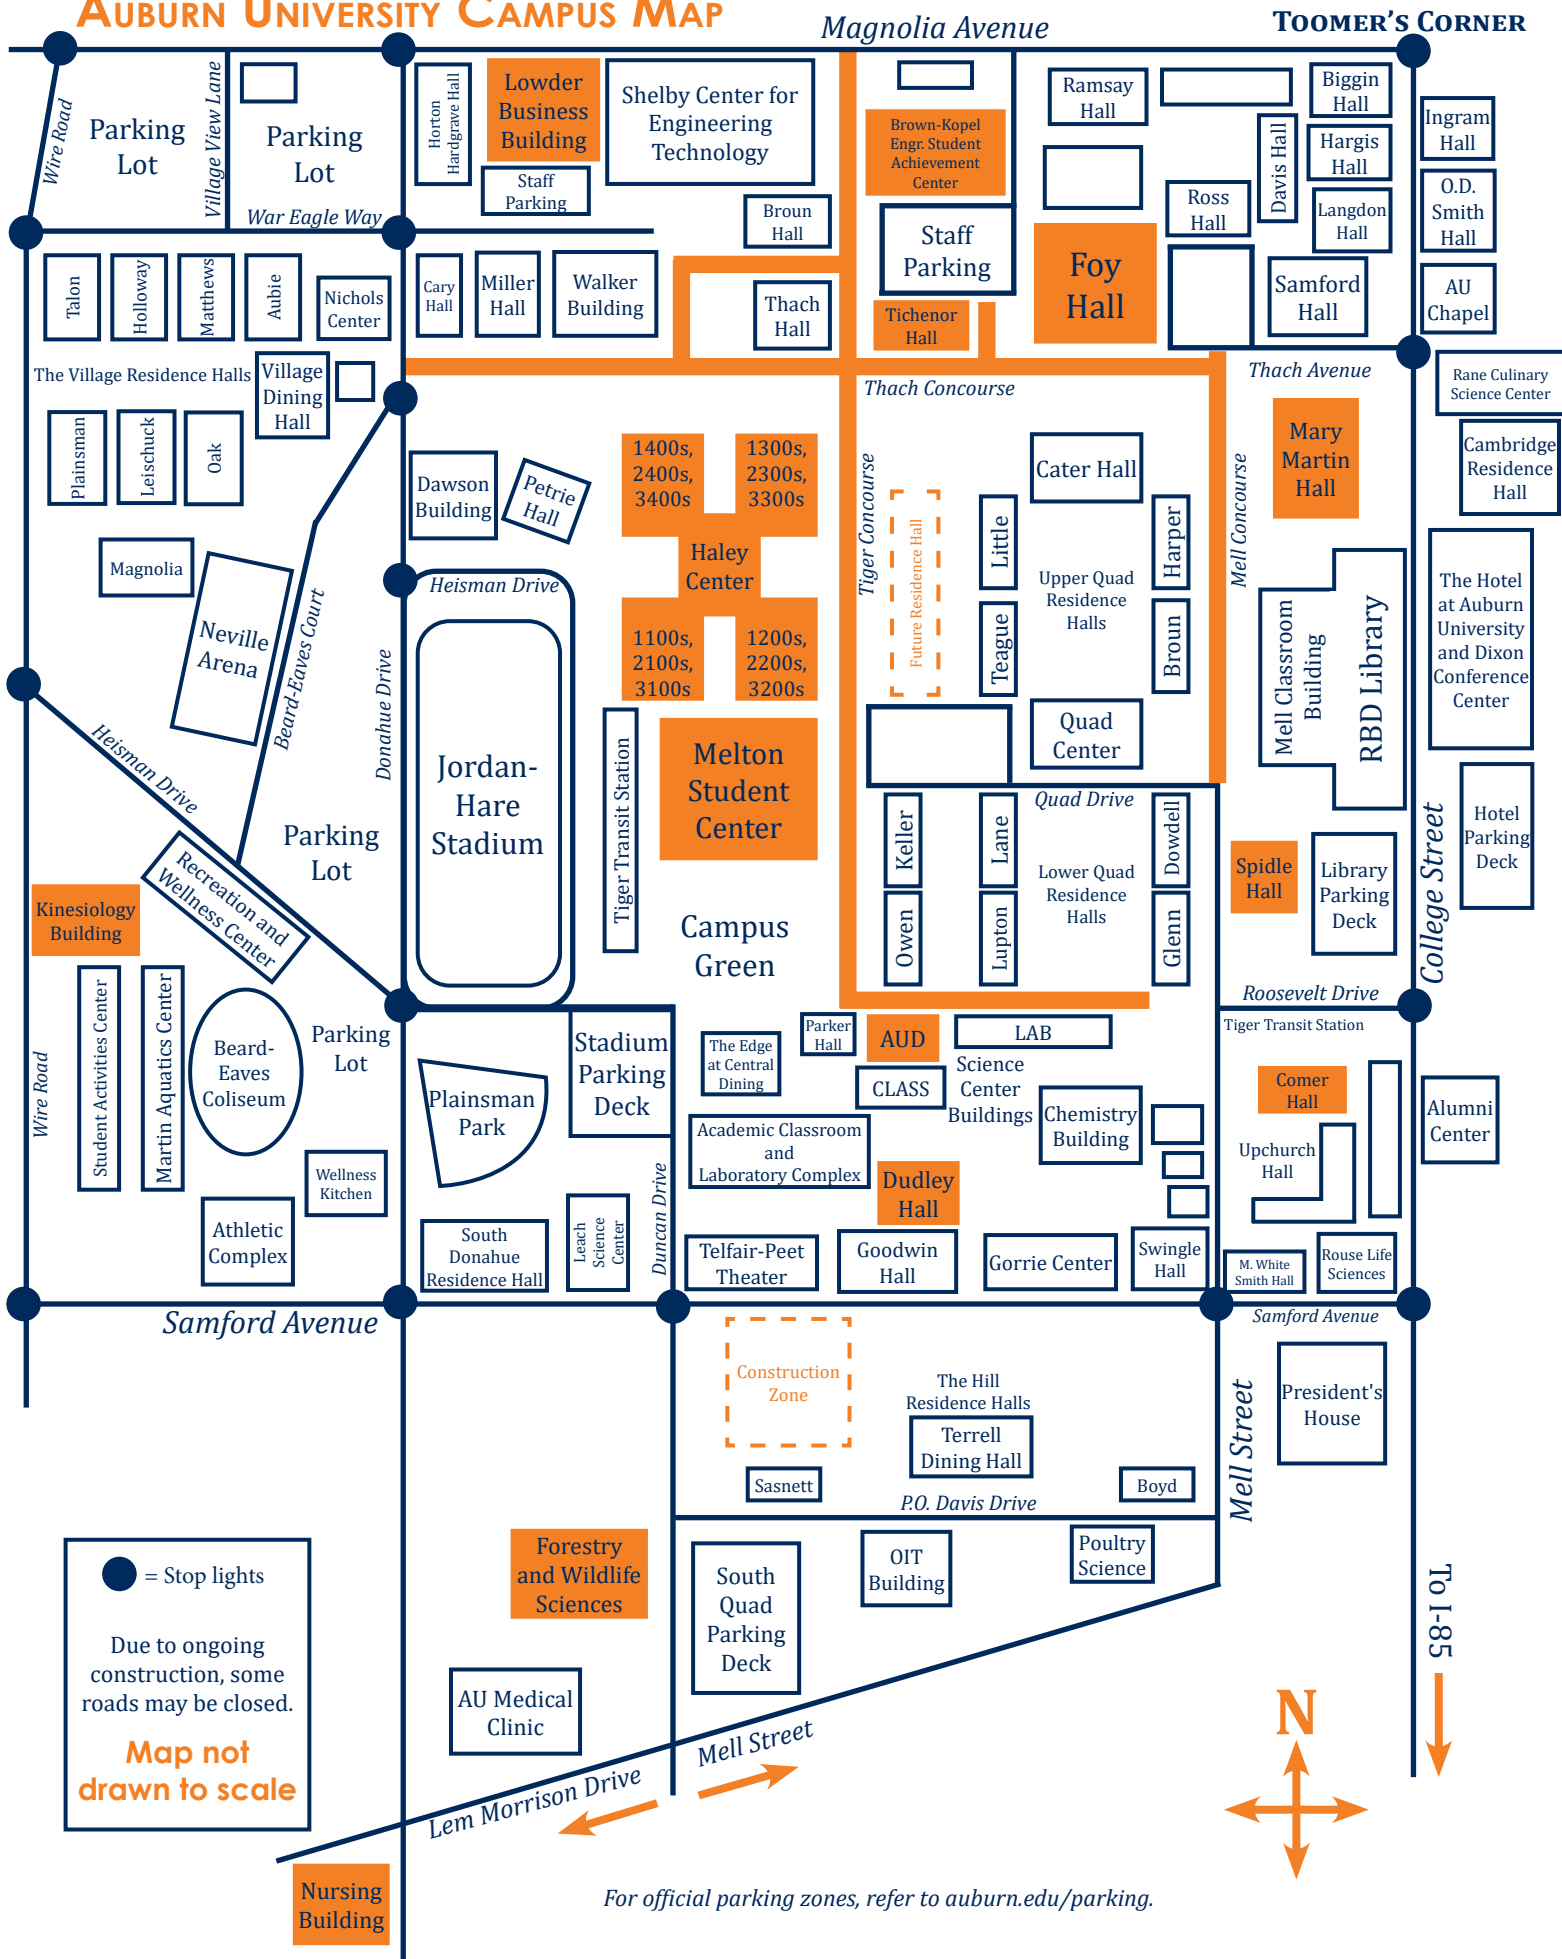 AUBURN UNIVERSITY CAMPUS MAP
Magnolia Avenue
TOOMER'S CORNER
Wire Road
Parking
Lot
Village View Lane
Parking
Lot
War Eagle Way
Horton
Hardgrave Hall
Lowder
Business
Building
Staff
Parking
Shelby Center for
Engineering
Technology
Broun
Hall
Brown-Kopel
Engr. Student
Achievement
Center
Staff
Parking
Ramsay
Hall
Ross
Hall
Davis Hall
Biggin
Hall
Hargis
Hall
Langdon
Hall
Ingram
Hall
O.D.
Smith
Hall
Talon
Holloway
Matthews
Aubie
Nichols
Center
Cary
Hall
Miller
Hall
Walker
Building
Thach
Hall
Tichenor
Hall
Foy
Hall
Samford
Hall
AU
Chapel
The Village Residence Halls
Village
Dining
Hall
Thach Concourse
Thach Avenue
Rane Culinary
Science Center
Plainsman
Leischuck
Oak
Dawson
Building
Petrie
Hall
1400s,
2400s,
3400s
1300s,
2300s,
3300s
Haley
Center
1100s,
2100s,
3100s
1200s,
2200s,
3200s
Tiger Concourse
Future Residence Hall
Cater Hall
Little
Teague
Upper Quad
Residence
Halls
Harper
Broun
Mell Concourse
Mary
Martin
Hall
Cambridge
Residence
Hall
Magnolia
Neville
Arena
Beard-Eaves Court
Heisman Drive
Donahue Drive
Jordan-
Hare
Stadium
Tiger Transit Station
Melton
Student
Center
Quad
Center
Mell Classroom
Building
RBD Library
The Hotel
at Auburn
University
and Dixon
Conference
Center
Heisman Drive
Parking
Lot
Recreation and
Wellness Center
Kinesiology
Building
Campus
Green
Quad Drive
Keller
Lane
Dowdell
Owen
Lupton
Glenn
Lower Quad
Residence
Halls
Spidle
Hall
Library
Parking
Deck
College Street
Hotel
Parking
Deck
Roosevelt Drive
Tiger Transit Station
Wire Road
Student Activities Center
Martin Aquatics Center
Beard-
Eaves
Coliseum
Parking
Lot
Wellness
Kitchen
Athletic
Complex
Plainsman
Park
Stadium
Parking
Deck
The Edge
at Central
Dining
Parker
Hall
AUD
CLASS
LAB
Science
Center
Buildings
Chemistry
Building
Academic Classroom
and
Laboratory Complex
Dudley
Hall
Comer
Hall
Upchurch
Hall
Alumni
Center
South
Donahue
Residence Hall
Leach
Science
Center
Duncan Drive
Telfair-Peet
Theater
Goodwin
Hall
Gorrie Center
Swingle
Hall
M. White
Smith Hall
Rouse Life
Sciences
Samford Avenue
Samford Avenue
Construction
Zone
The Hill
Residence Halls
Terrell
Dining Hall
Sasnett
Boyd
P.O. Davis Drive
Mell Street
President's
House
Forestry
and Wildlife
Sciences
South
Quad
Parking
Deck
OIT
Building
Poultry
Science
AU Medical
Clinic
Mell Street
Lem Morrison Drive
To I-85
N
= Stop lights
Due to ongoing
construction, some
roads may be closed.
Map not
drawn to scale
Nursing
Building
For official parking zones, refer to auburn.edu/parking.